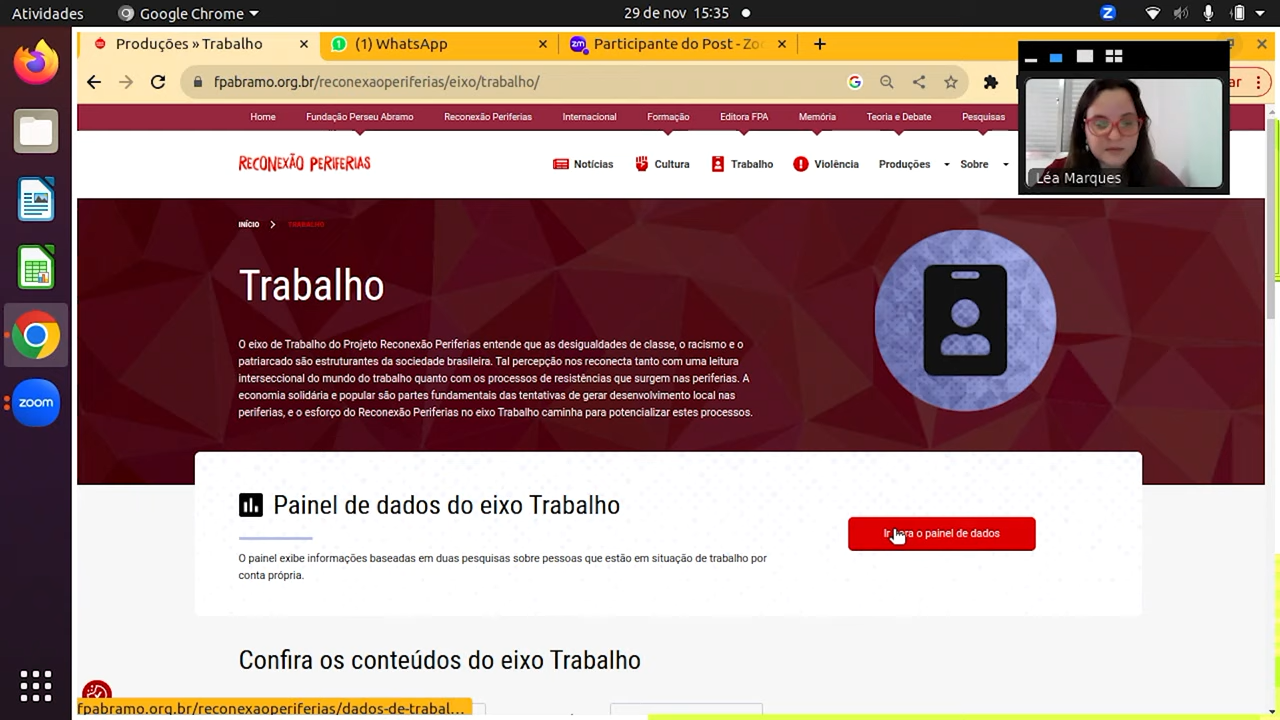 Atividades
Google Chrome
29 de nov 15:35
Produções » Trabalho
(1) WhatsApp
Participante do Post - Zo
fpabramo.org.br/reconexaoperiferias/eixo/trabalho/
ar
Home
Fundação Perseu Abramo
Reconexão Periferias
Internacional
Formação
Editora FPA
Memória
Teoria e Debate
Pesquisas
RECONEXÃO PERIFERIAS
Notícias
Cultura
Trabalho
Violência
Produções
Sobre
Léa Marques
INÍCIO
TRABALHO
Trabalho
O eixo de Trabalho do Projeto Reconexão Periferias entende que as desigualdades de classe, o racismo e o
patriarcado são estruturantes da sociedade brasileira. Tal percepção nos reconecta tanto com uma leitura
interseccional do mundo do trabalho quanto com os processos de resistências que surgem nas periferias. A
economia solidária e popular são partes fundamentais das tentativas de gerar desenvolvimento local nas
periferias, e o esforço do Reconexão Periferias no eixo Trabalho caminha para potencializar estes processos.
Painel de dados do eixo Trabalho
O painel exibe informações baseadas em duas pesquisas sobre pessoas que estão em situação de trabalho por
conta própria.
o painel de dados
Confira os conteúdos do eixo Trabalho
zoom
fpabramo.org.br/reconexaoperiferias/dados-de-trabal...